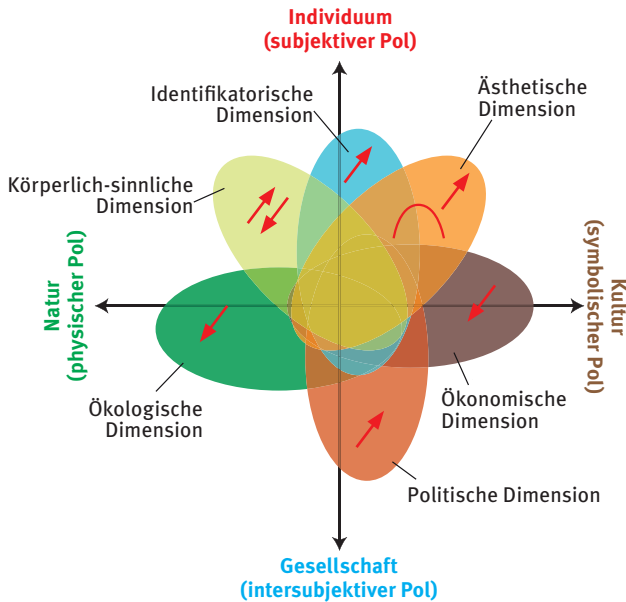 Individuum
(subjektiver Pol)
Identifikatorische
Dimension
Ästhetische
Dimension
Körperlich-sinnliche
Dimension
Natur
(physischer Pol)
Kultur
(symbolischer Pol)
Ökologische
Dimension
Ökonomische
Dimension
Politische Dimension
Gesellschaft
(intersubjektiver Pol)